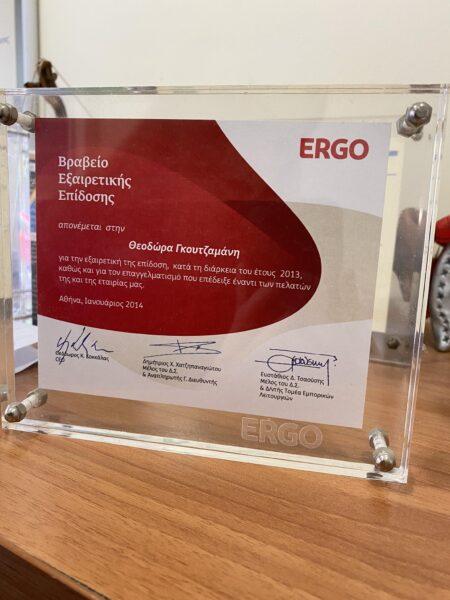 ERGO
Βραβείο
Εξαιρετικής
Επίδοσης
απονέμεται στην
Θεοδώρα Γκουτζαμάνη
για την εξαιρετική της επίδοση, κατά τη διάρκεια του έτους 2013,
καθώς και για τον επαγγελματισμό που επέδειξε έναντι των πελατών
της και της εταιρίας μας.
Αθήνα, Ιανουάριος 2014
Θεόδωρος Κ. Κοκκάλας
CEO
Δημήτριος Χ. Χατζηπαναγιώτου
Μέλος του Δ.Σ.
& Αναπληρωτής Γ. Διευθυντής
Ευστάθιος Δ. Τσαούσης
Μέλος του Δ.Σ.
& Δ/ντής Τομέα Εμπορικών
Λειτουργιών
ERGO